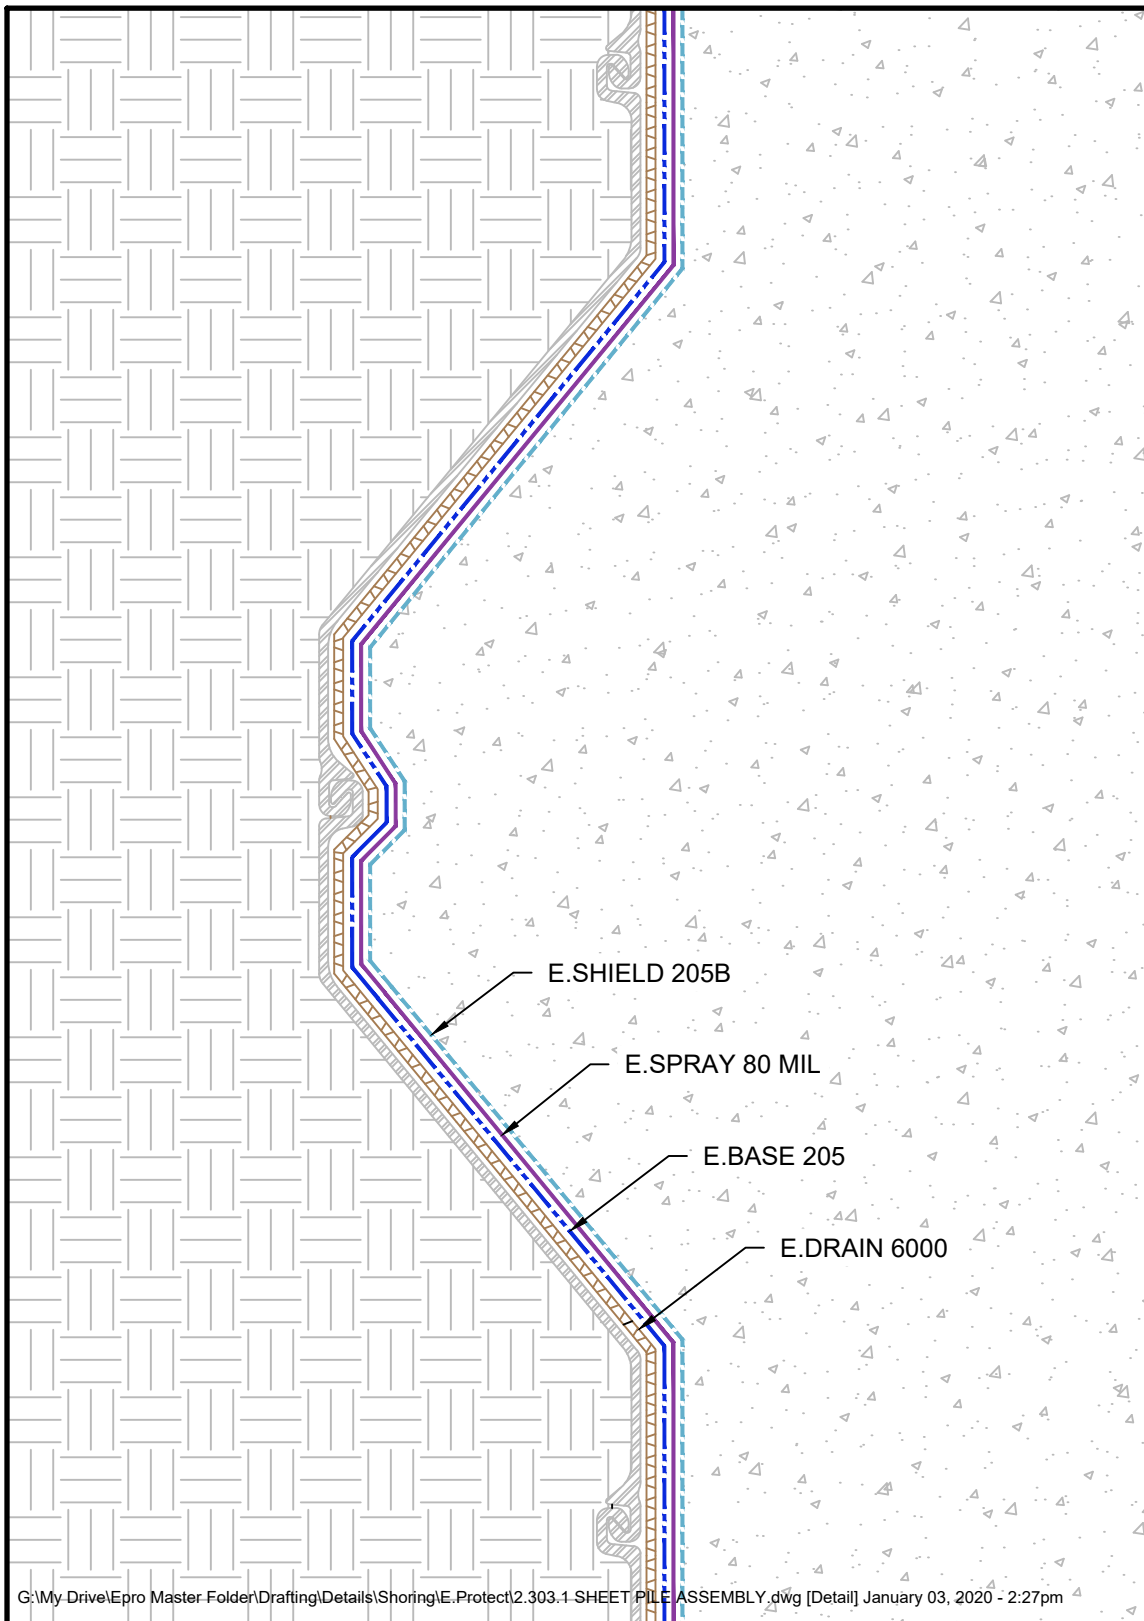 E.SHIELD 205B
E.SPRAY 80 MIL
E.BASE 205
E.DRAIN 6000
G:\My Drive\Epro Master Folder\Drafting\Details\Shoring\E.Protect\2.303.1 SHEET PILE ASSEMBLY.dwg [Detail] January 03, 2020 - 2:27pm